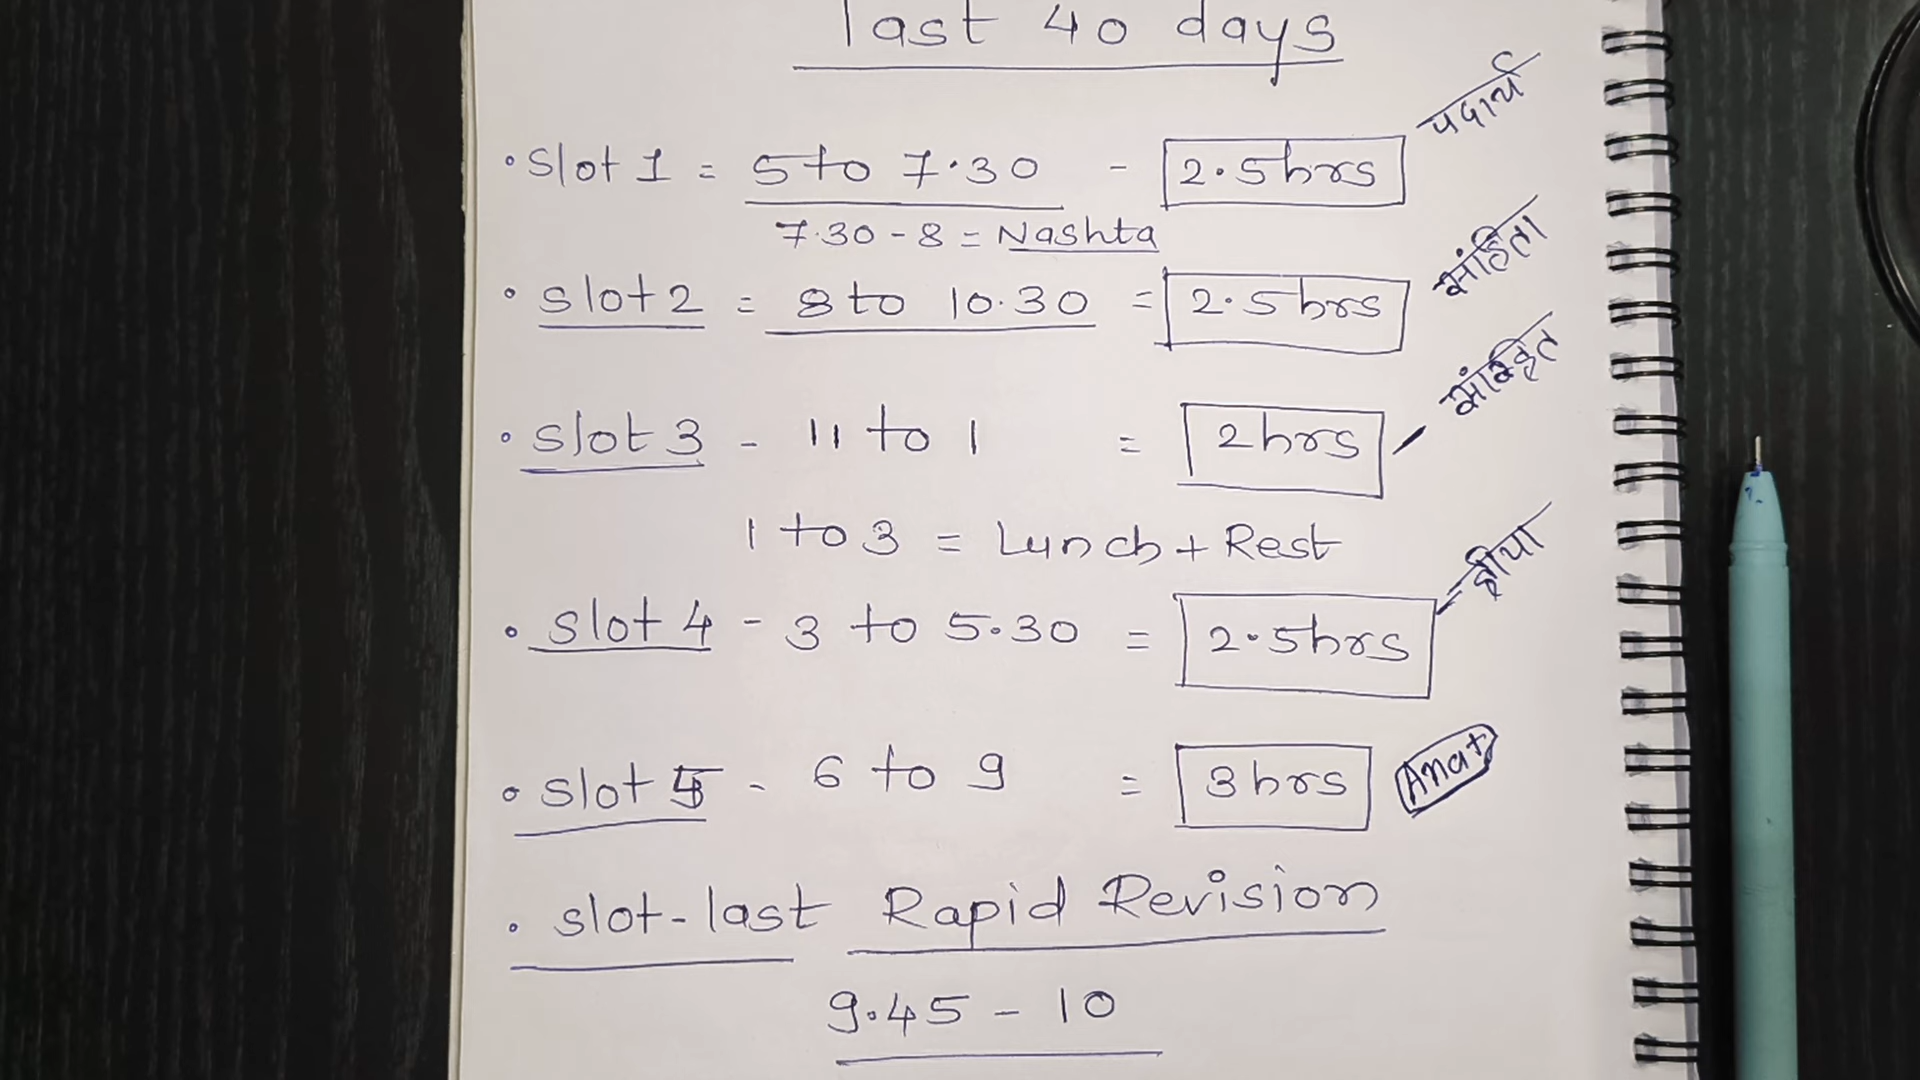 last 40 days
पदार्थ
• Slot 1 = 5 to 7.30 - 2.5hrs
7.30 - 8 = Nashta
संहिता
• slot 2 = 8 to 10.30 = 2.5hrs
• slot 3 - 11 to 1 = 2hrs
1 to 3 = Lunch + Rest
• slot 4 - 3 to 5.30 = 2.5hrs
• slot 5 - 6 to 9 = 3hrs Anat
• slot-last Rapid Revision
9.45 - 10